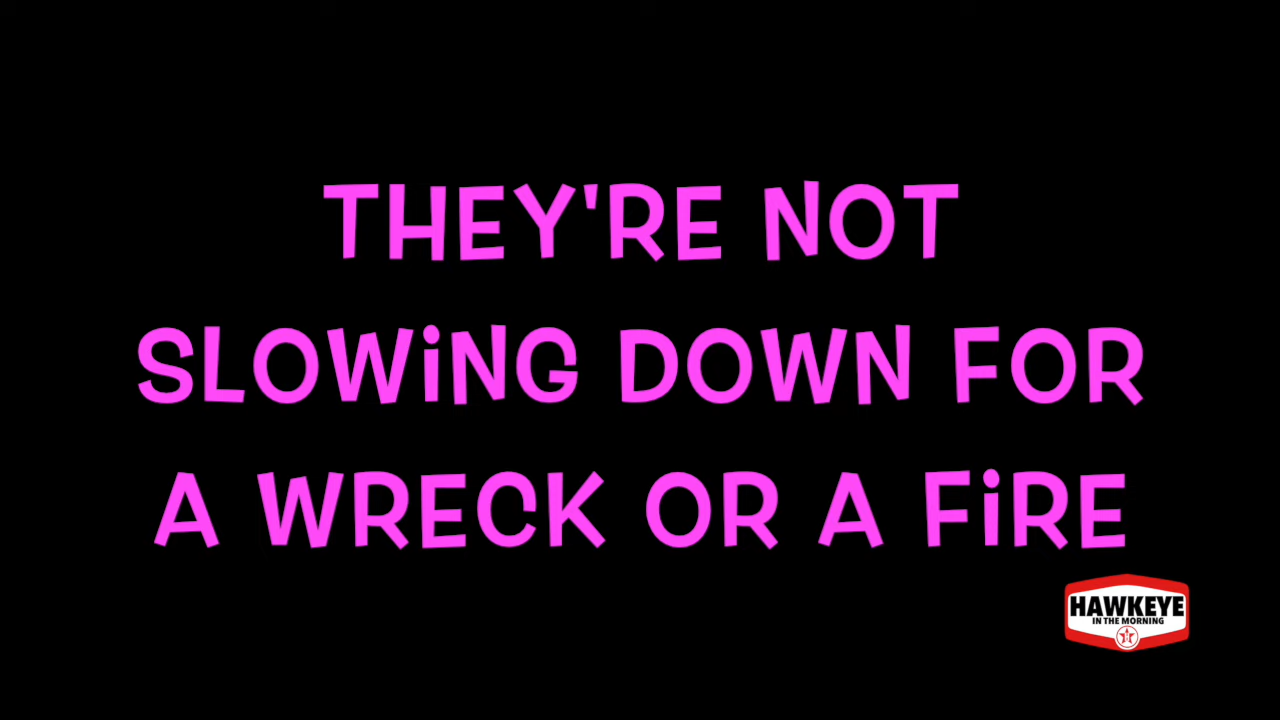 THEY'RE NOT
SLOWiNG DOWN FOR
A WRECK OR A FiRE
HAWKEYE
IN THE MORNING